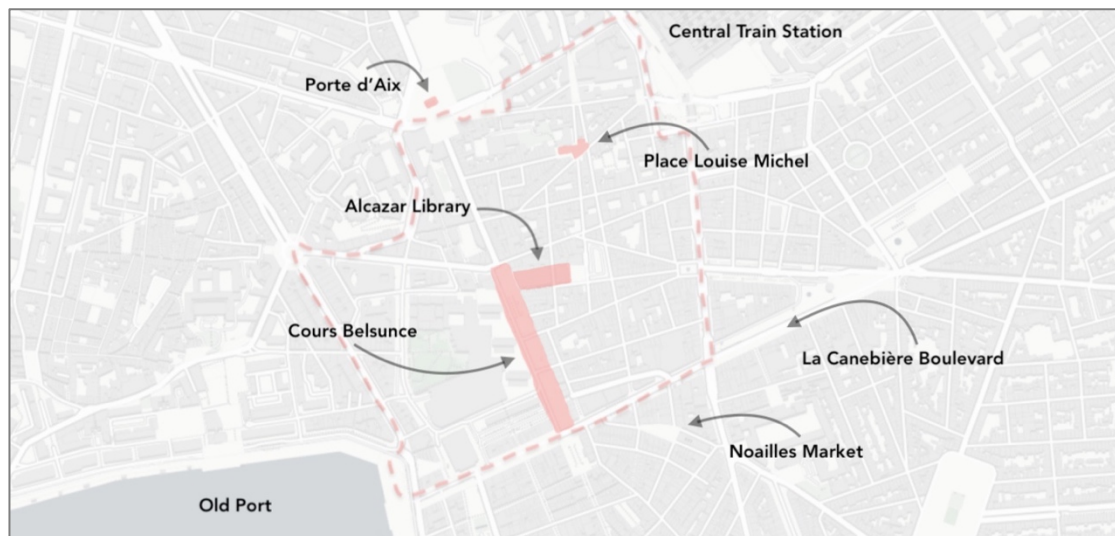 Central Train Station
Porte d’Aix
Place Louise Michel
Alcazar Library
Cours Belsunce
La Canebière Boulevard
Noailles Market
Old Port